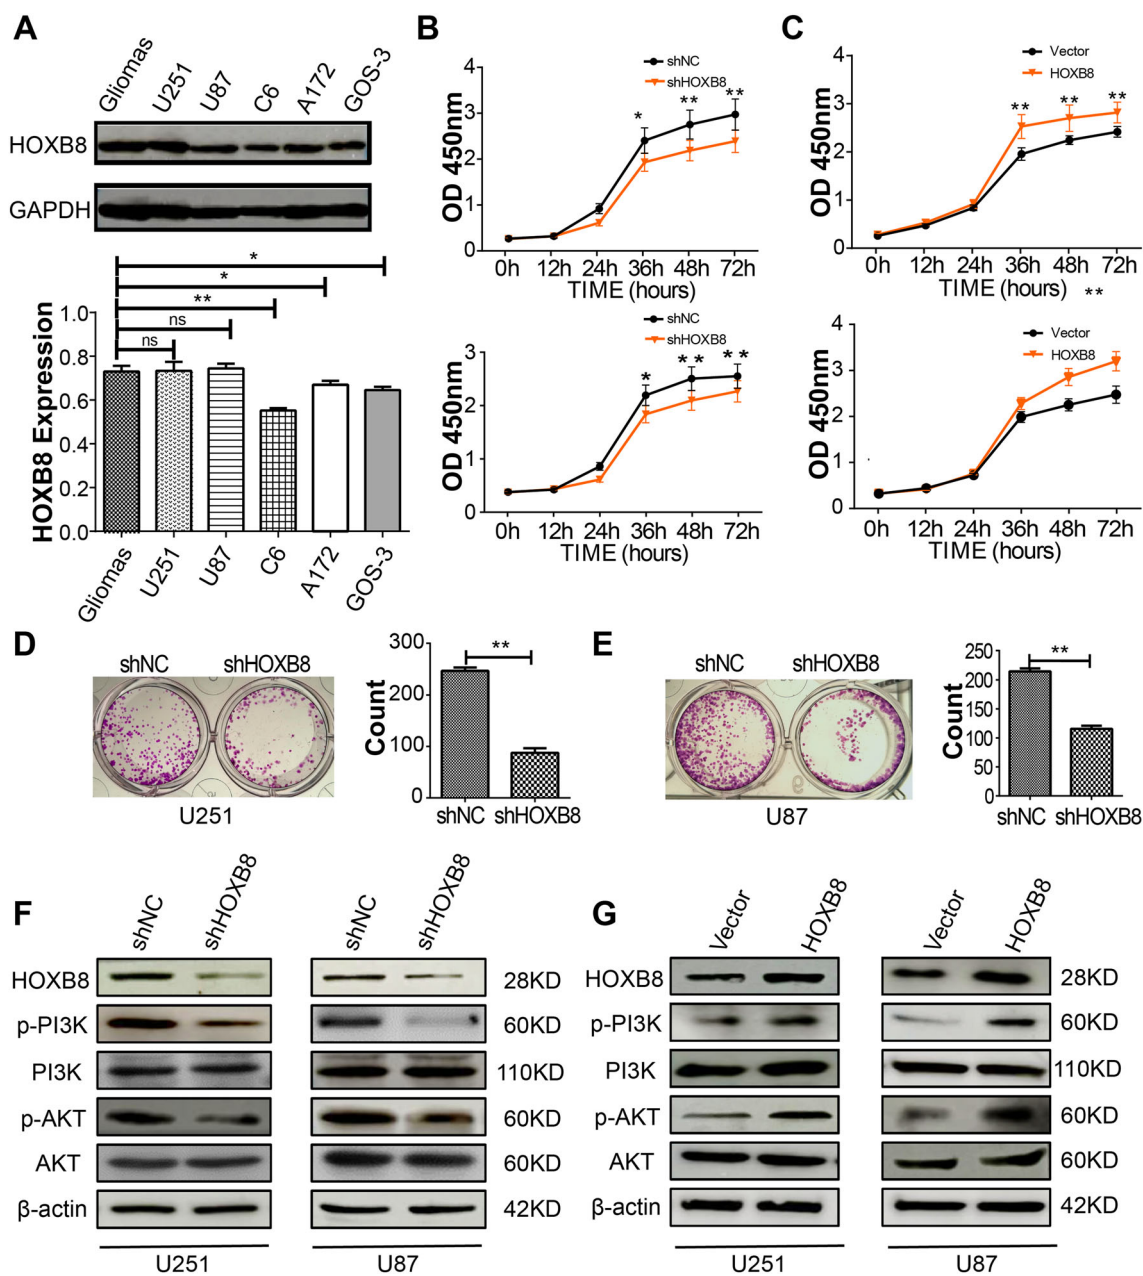 A
Gliomas U251 U87 C6 A172 GOS-3
HOXB8
GAPDH
*
*
**
ns
ns
HOXB8 Expression
1.0
0.8
0.6
0.4
0.2
0.0
Gliomas U251 U87 C6 A172 GOS-3
B
shNC
shHOXB8
* ** **
OD 450nm
4
3
2
1
0
0h 12h 24h 36h 48h 72h
TIME (hours)
shNC
shHOXB8
* ** **
OD 450nm
3
2
1
0
0h 12h 24h 36h 48h 72h
TIME (hours)
C
Vector
HOXB8
** ** **
OD 450nm
4
3
2
1
0
0h 12h 24h 36h 48h 72h
TIME (hours) **
Vector
HOXB8
OD 450nm
4
3
2
1
0
0h 12h 24h 36h 48h 72h
TIME (hours)
D
shNC shHOXB8
U251
**
Count
300
200
100
0
shNC shHOXB8
E
shNC shHOXB8
U87
**
Count
250
200
150
100
50
0
shNC shHOXB8
F
shNC shHOXB8 shNC shHOXB8
HOXB8 28KD
p-PI3K 60KD
PI3K 110KD
p-AKT 60KD
AKT 60KD
β-actin 42KD
U251 U87
G
Vector HOXB8 Vector HOXB8
HOXB8 28KD
p-PI3K 60KD
PI3K 110KD
p-AKT 60KD
AKT 60KD
β-actin 42KD
U251 U87